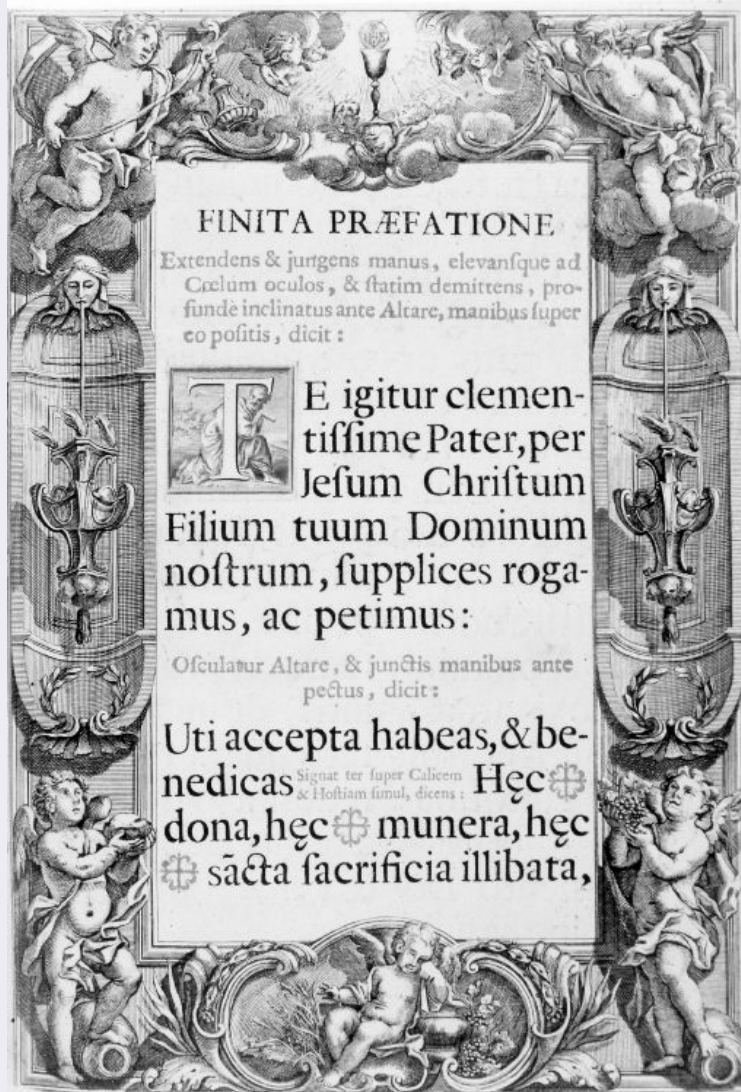 FINITA PRÆFATIONE
Extendens & jungens manus, elevanſque ad
Cœlum oculos, & ſtatim demittens, pro-
fundè inclinatus ante Altare, manibus ſuper
eo poſitis, dicit:
TE igitur clemen-
tiſſime Pater, per
Jeſum Chriſtum
Filium tuum Dominum
noſtrum, ſupplices roga-
mus, ac petimus:
Oſculatur Altare, & junctis manibus ante
pectus, dicit:
Uti accepta habeas, & be-
nedicas Signat ter ſuper Calicem & Hoſtiam ſimul, dicens: Hęc ✠
dona, hęc ✠ munera, hęc
✠ sācta ſacrificia illibata,